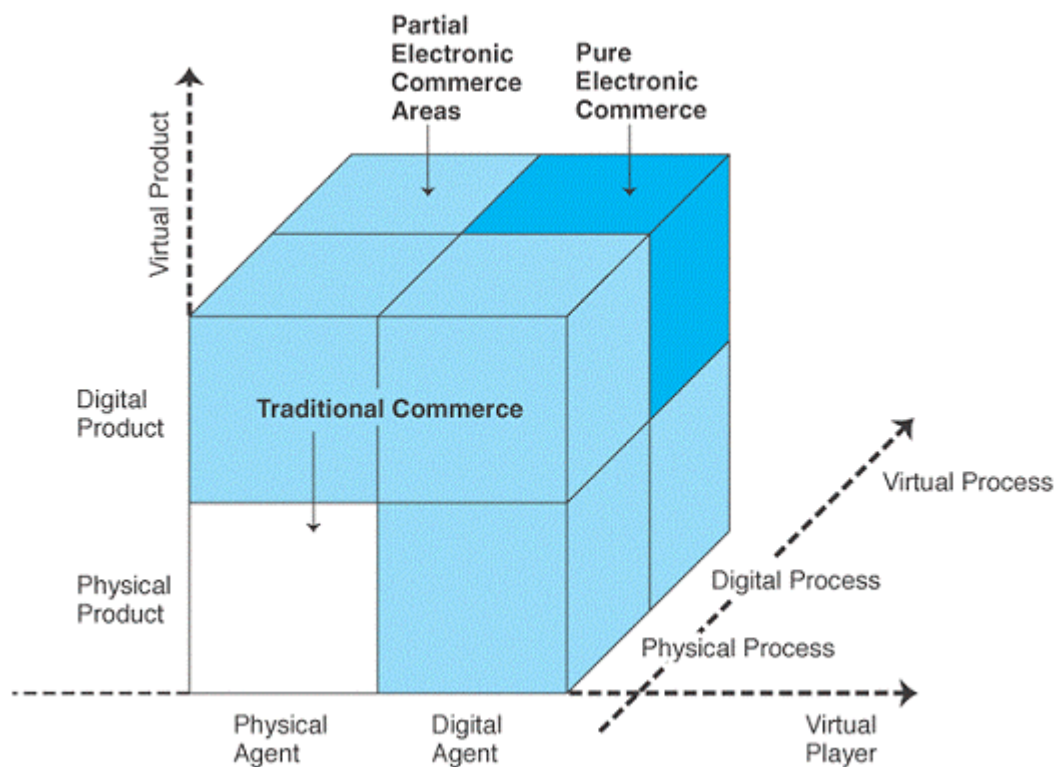 Partial
Electronic
Commerce
Areas
Pure
Electronic
Commerce
Virtual Product
Digital
Product
Traditional Commerce
Virtual Process
Physical
Product
Digital Process
Physical Process
Physical
Agent
Digital
Agent
Virtual
Player